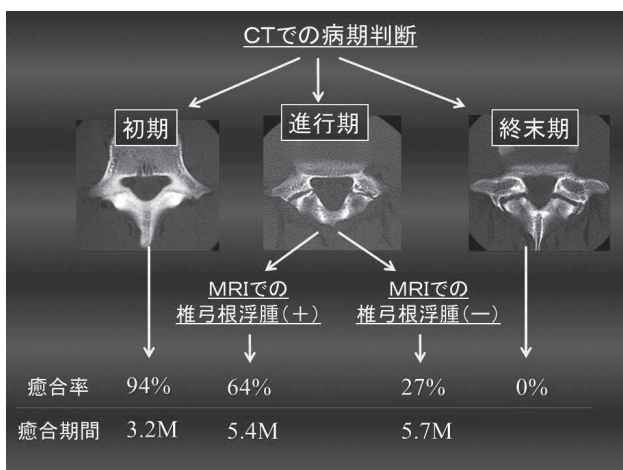 CTでの病期判断
初期
進行期
終末期
MRIでの
椎弓根浮腫(+)
MRIでの
椎弓根浮腫(ー)
癒合率 94% 64% 27% 0%
癒合期間 3.2M 5.4M 5.7M